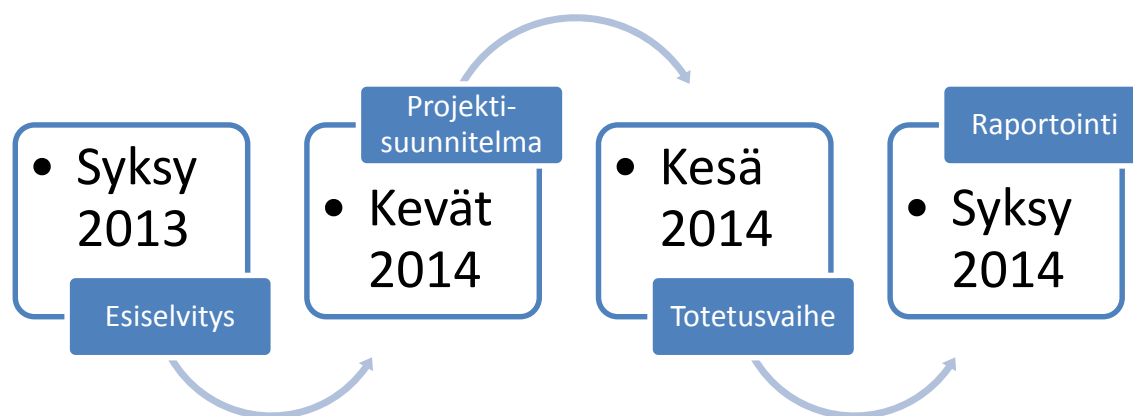 • Syksy
2013
Esiselvitys
Projekti-
suunnitelma
• Kevät
2014
• Kesä
2014
Totetusvaihe
Raportointi
• Syksy
2014